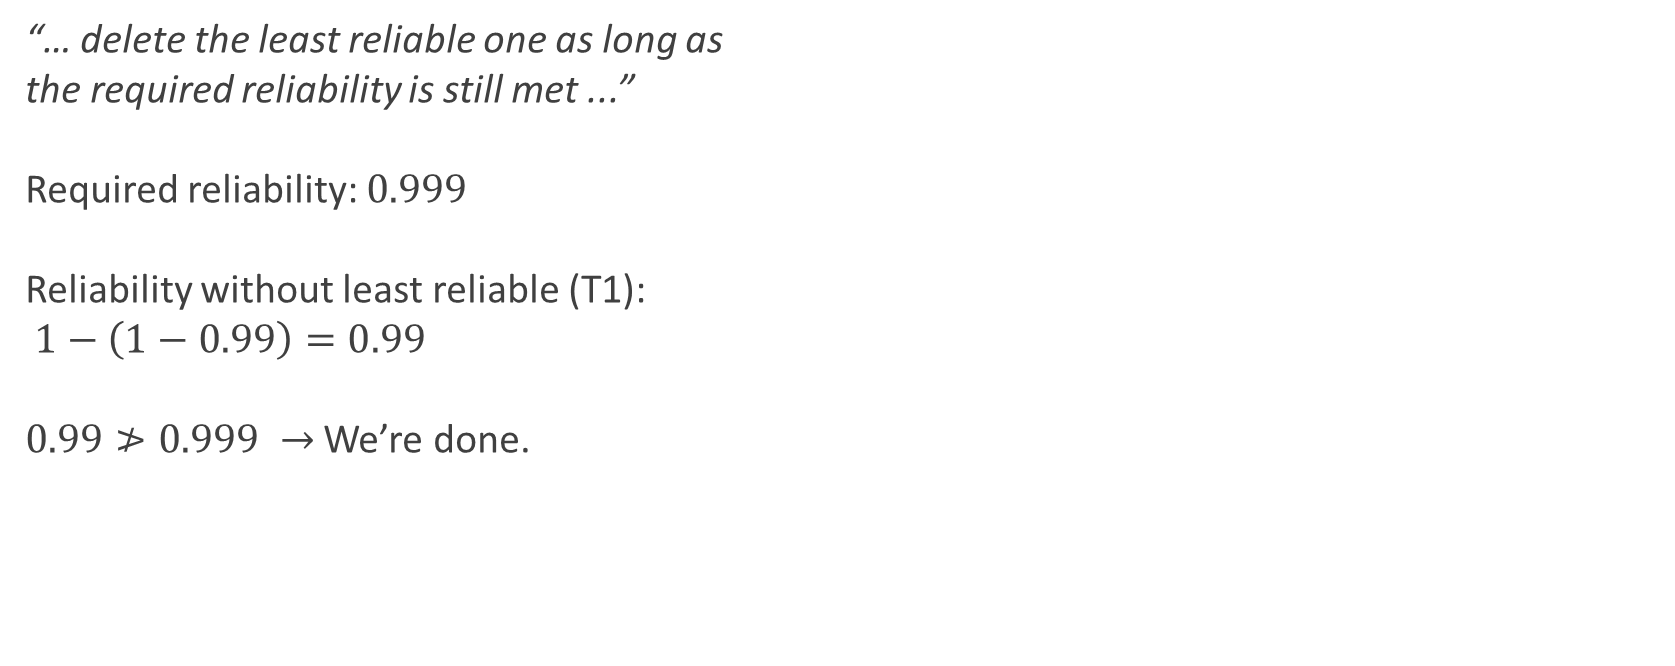 “… delete the least reliable one as long as
the required reliability is still met …”
Required reliability: 0.999
Reliability without least reliable (T1):
1 − (1 − 0.99) = 0.99
0.99 ≯ 0.999 → We’re done.